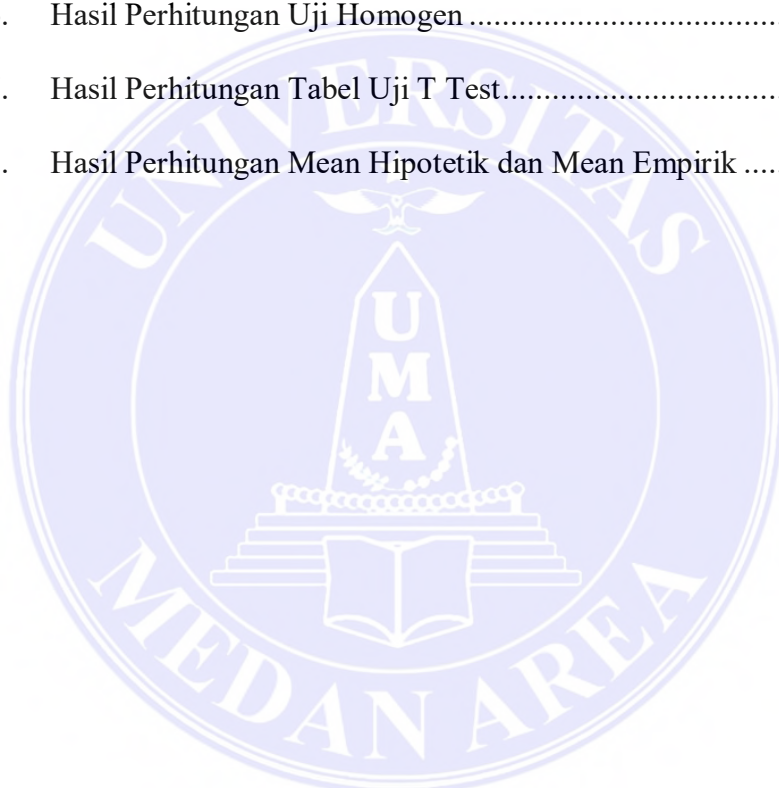 . Hasil Perhitungan Uji Homogen ......................................
. Hasil Perhitungan Tabel Uji T Test..................................
. Hasil Perhitungan Mean Hipotetik dan Mean Empirik .....
UNIVERSITAS
UMA
MEDAN AREA